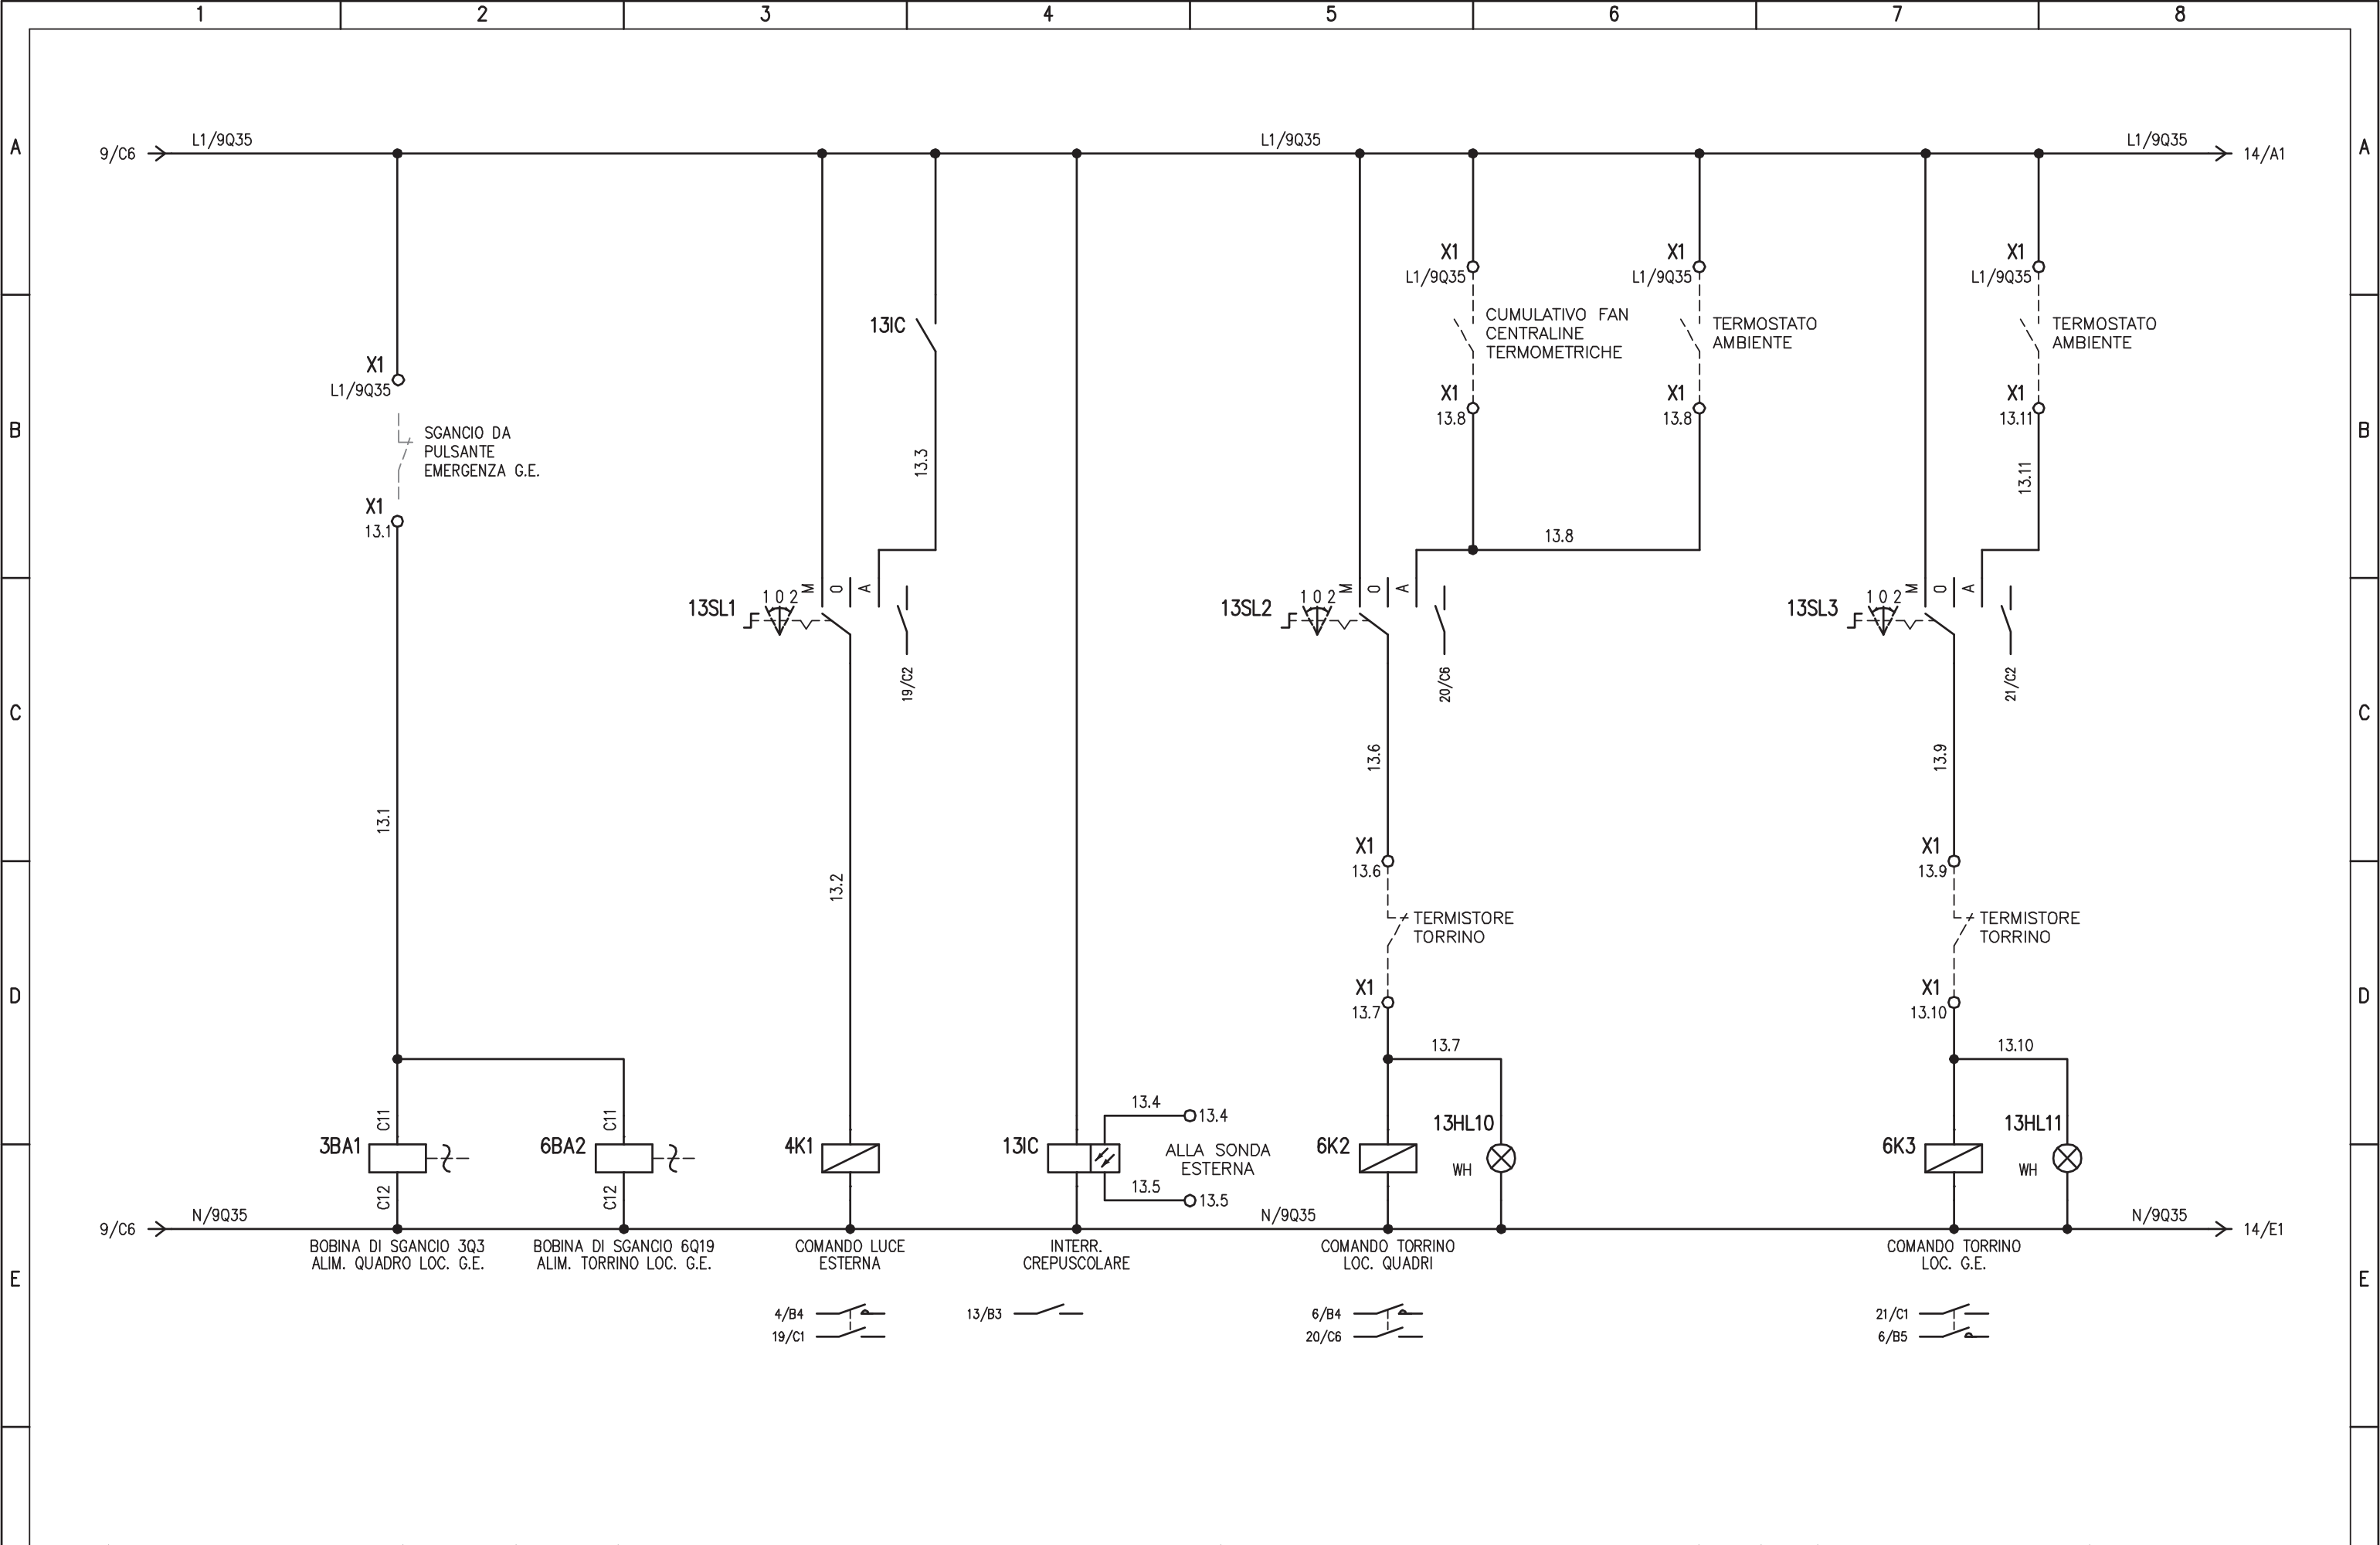 1 2 3 4 5 6 7 8
A A
9/C6 L1/9Q35 L1/9Q35 L1/9Q35 14/A1
X1 X1 X1
L1/9Q35 L1/9Q35 L1/9Q35
13IC
CUMULATIVO FAN
CENTRALINE
TERMOMETRICHE
TERMOSTATO
AMBIENTE
TERMOSTATO
AMBIENTE
X1
L1/9Q35
X1 X1 X1
13.8 13.8 13.11
B B
SGANCIO DA
PULSANTE
EMERGENZA G.E.
13.3 13.11
X1
13.1
13.8
13SL1 1 0 2 M 0 A
13SL2 1 0 2 M 0 A
13SL3 1 0 2 M 0 A
19/C2 20/C6 21/C2
C C
13.6 13.9
13.1
13.2
X1 X1
13.6 13.9
TERMISTORE
TORRINO
TERMISTORE
TORRINO
X1 X1
13.7 13.10
D D
13.7 13.10
C11 C11
13.4 13.4
3BA1 6BA2 4K1 13IC
ALLA SONDA
ESTERNA
6K2 13HL10
WH
6K3 13HL11
WH
C12 C12
13.5 13.5
9/C6 N/9Q35 N/9Q35 N/9Q35 14/E1
BOBINA DI SGANCIO 3Q3
ALIM. QUADRO LOC. G.E.
BOBINA DI SGANCIO 6Q19
ALIM. TORRINO LOC. G.E.
COMANDO LUCE
ESTERNA
INTERR.
CREPUSCOLARE
COMANDO TORRINO
LOC. QUADRI
COMANDO TORRINO
LOC. G.E.
E E
4/B4 13/B3 6/B4 21/C1
19/C1 20/C6 6/B5